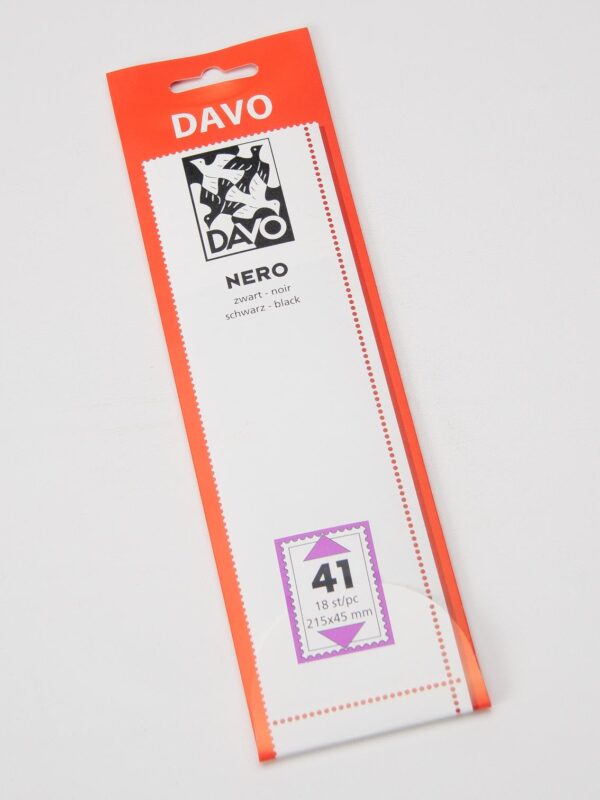 DAVO
DAVO
NERO
zwart - noir
schwarz - black
41
18 st/pc
215x45 mm